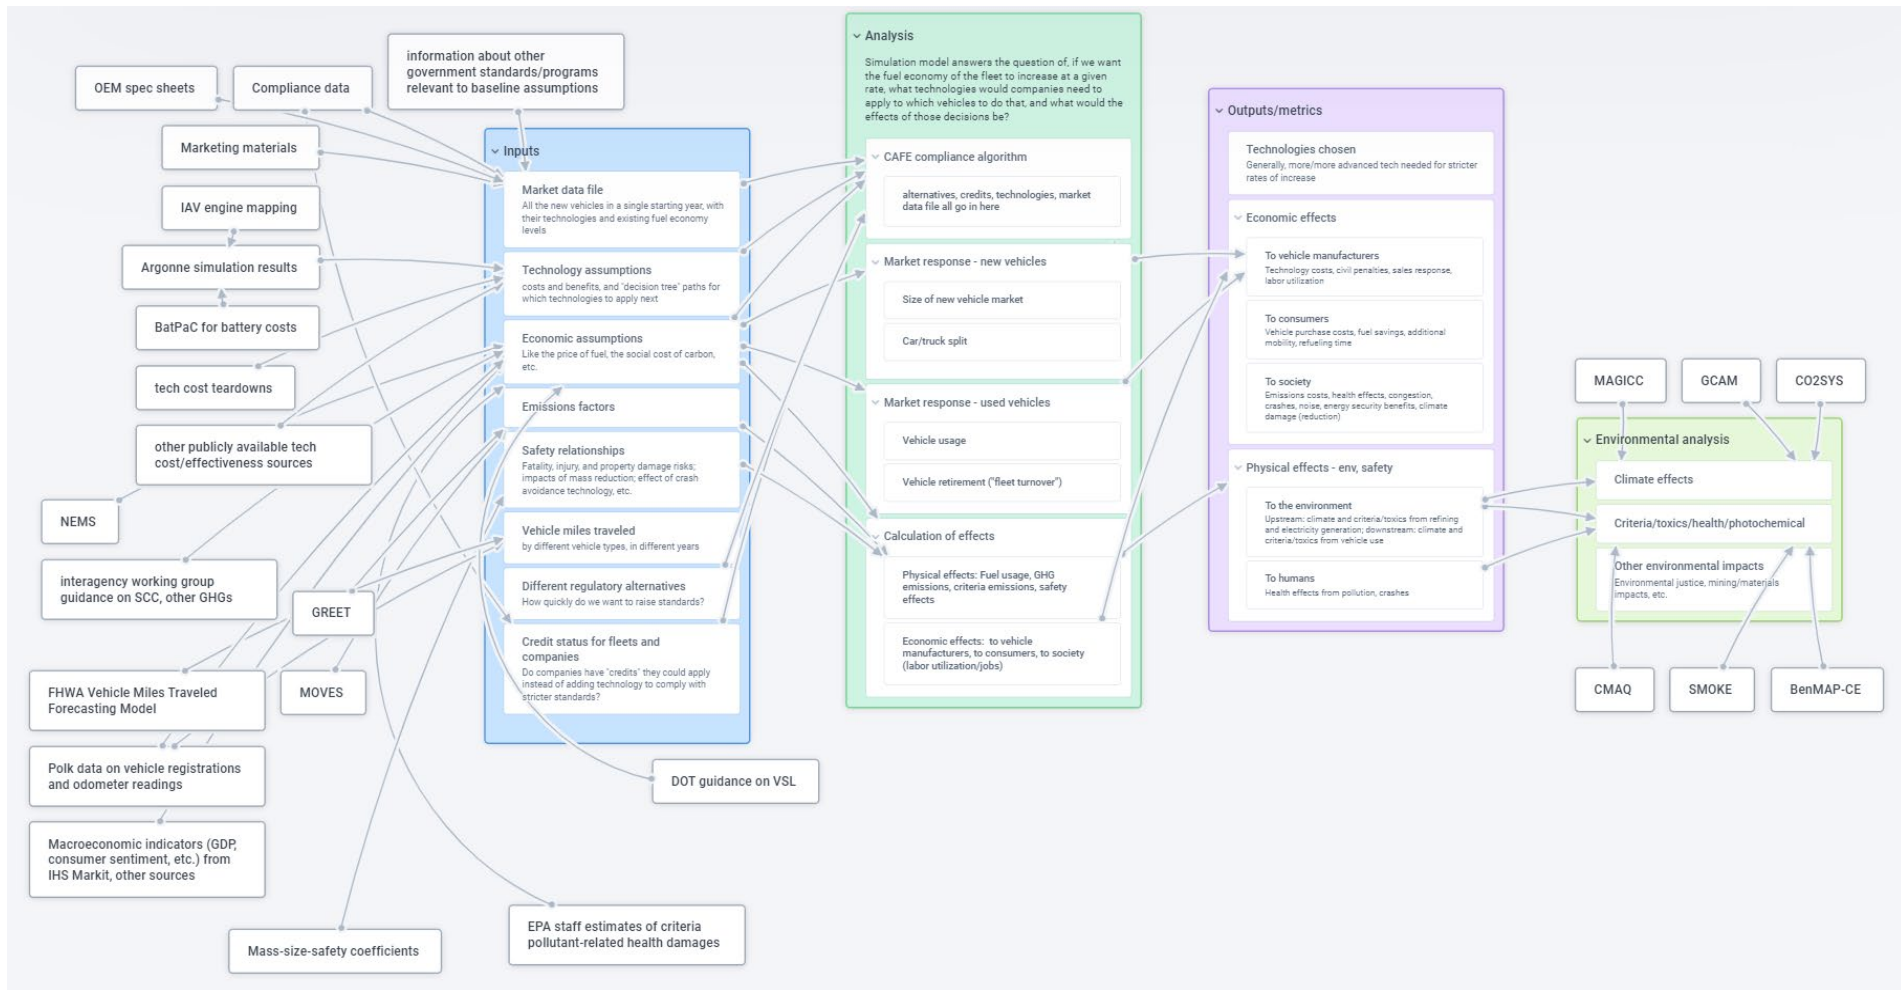 OEM spec sheets
Compliance data
information about other
government standards/programs
relevant to baseline assumptions
Marketing materials
IAV engine mapping
Argonne simulation results
BatPaC for battery costs
tech cost teardowns
other publicly available tech
cost/effectiveness sources
NEMS
interagency working group
guidance on SCC, other GHGs
GREET
MOVES
FHWA Vehicle Miles Traveled
Forecasting Model
Polk data on vehicle registrations
and odometer readings
Macroeconomic indicators (GDP,
consumer sentiment, etc.) from
IHS Markit, other sources
Mass-size-safety coefficients
EPA staff estimates of criteria
pollutant-related health damages
DOT guidance on VSL
Inputs
Market data file
All the new vehicles in a single starting year, with
their technologies and existing fuel economy
levels
Technology assumptions
costs and benefits, and "decision tree" paths for
which technologies to apply next
Economic assumptions
Like the price of fuel, the social cost of carbon,
etc.
Emissions factors
Safety relationships
Fatality, injury, and property damage risks;
impacts of mass reduction; effect of crash
avoidance technology, etc.
Vehicle miles traveled
by different vehicle types, in different years
Different regulatory alternatives
How quickly do we want to raise standards?
Credit status for fleets and
companies
Do companies have "credits" they could apply
instead of adding technology to comply with
stricter standards?
Analysis
Simulation model answers the question of, if we want
the fuel economy of the fleet to increase at a given
rate, what technologies would companies need to
apply to which vehicles to do that, and what would the
effects of those decisions be?
CAFE compliance algorithm
alternatives, credits, technologies, market
data file all go in here
Market response - new vehicles
Size of new vehicle market
Car/truck split
Market response - used vehicles
Vehicle usage
Vehicle retirement ("fleet turnover")
Calculation of effects
Physical effects: Fuel usage, GHG
emissions, criteria emissions, safety
effects
Economic effects: to vehicle
manufacturers, to consumers, to society
(labor utilization/jobs)
Outputs/metrics
Technologies chosen
Generally, more/more advanced tech needed for stricter
rates of increase
Economic effects
To vehicle manufacturers
Technology costs, civil penalties, sales response,
labor utilization
To consumers
Vehicle purchase costs, fuel savings, additional
mobility, refueling time
To society
Emissions costs, health effects, congestion,
crashes, noise, energy security benefits, climate
damage (reduction)
Physical effects - env, safety
To the environment
Upstream: climate and criteria/toxics from refining
and electricity generation; downstream: climate and
criteria/toxics from vehicle use
To humans
Health effects from pollution, crashes
MAGICC
GCAM
CO2SYS
Environmental analysis
Climate effects
Criteria/toxics/health/photochemical
Other environmental impacts
Environmental justice, mining/materials
impacts, etc.
CMAQ
SMOKE
BenMAP-CE